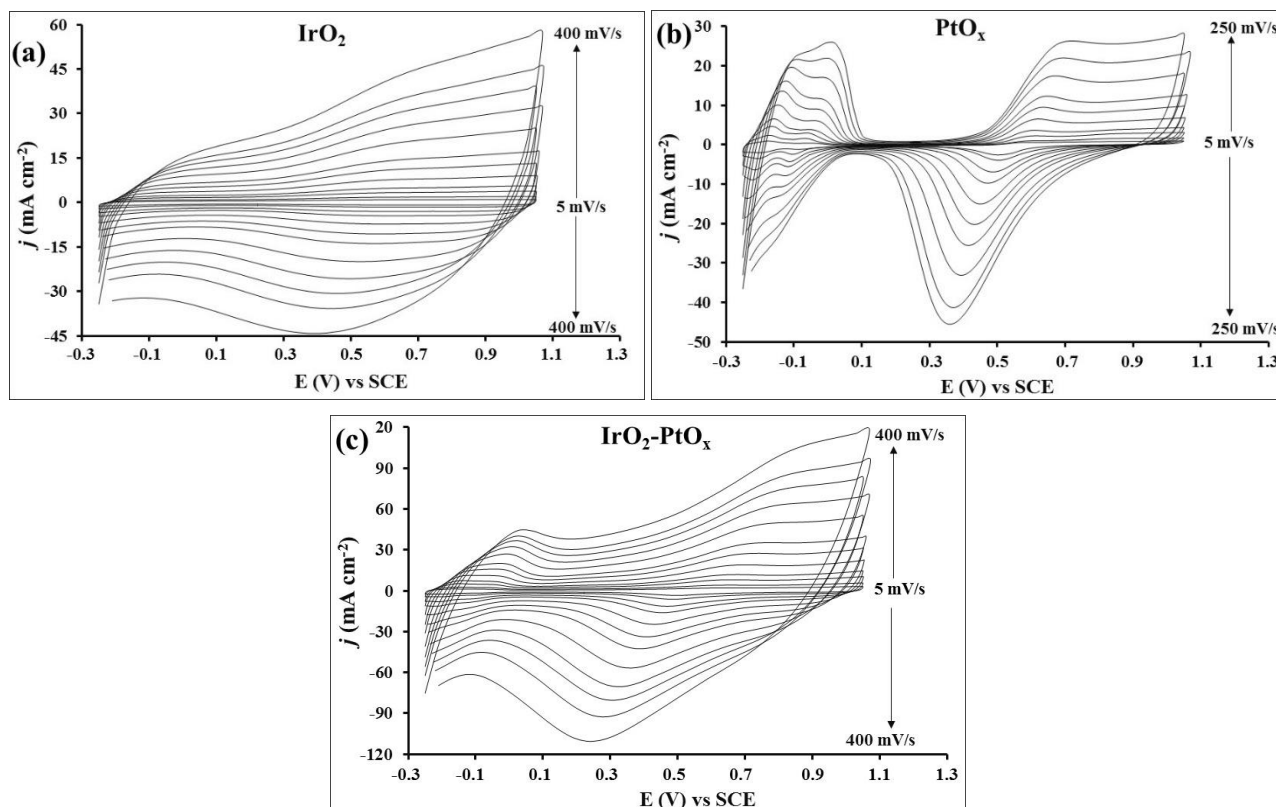 (a)
IrO2
j (mA cm-2)
60
45
30
15
0
-15
-30
-45
-0.3 -0.1 0.1 0.3 0.5 0.7 0.9 1.1 1.3
E (V) vs SCE
400 mV/s
5 mV/s
400 mV/s
(b)
PtOx
j (mA cm-2)
30
20
10
0
-10
-20
-30
-40
-50
-0.3 -0.1 0.1 0.3 0.5 0.7 0.9 1.1 1.3
E (V) vs SCE
250 mV/s
5 mV/s
250 mV/s
(c)
IrO2-PtOx
j (mA cm-2)
20
90
60
30
0
-30
-60
-90
-120
-0.3 -0.1 0.1 0.3 0.5 0.7 0.9 1.1 1.3
E (V) vs SCE
400 mV/s
5 mV/s
400 mV/s